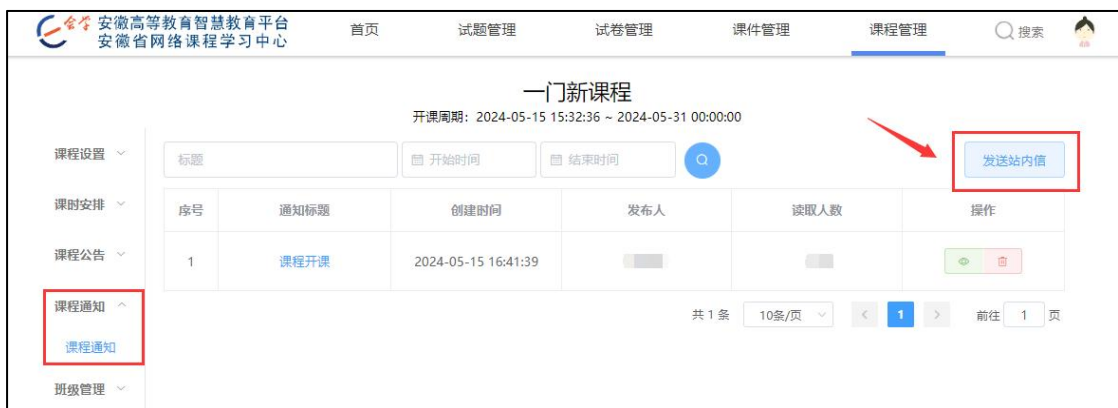 会学 安徽高等教育智慧教育平台
安徽省网络课程学习中心
首页 试题管理 试卷管理 课件管理 课程管理 搜索
一门新课程
开课周期：2024-05-15 15:32:36 ~ 2024-05-31 00:00:00
课程设置 标题 开始时间 结束时间 发送站内信
课时安排 序号 通知标题 创建时间 发布人 读取人数 操作
课程公告 1 课程开课 2024-05-15 16:41:39
课程通知 共 1 条 10条/页 < 1 > 前往 1 页
课程通知
班级管理